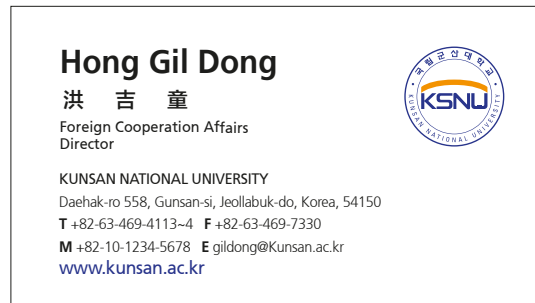 Hong Gil Dong
洪 吉 童
Foreign Cooperation Affairs
Director
국립군산대학교
KSNU
KUNSAN NATIONAL UNIVERSITY
KUNSAN NATIONAL UNIVERSITY
Daehak-ro 558, Gunsan-si, Jeollabuk-do, Korea, 54150
T +82-63-469-4113~4 F +82-63-469-7330
M +82-10-1234-5678 E gildong@Kunsan.ac.kr
www.kunsan.ac.kr